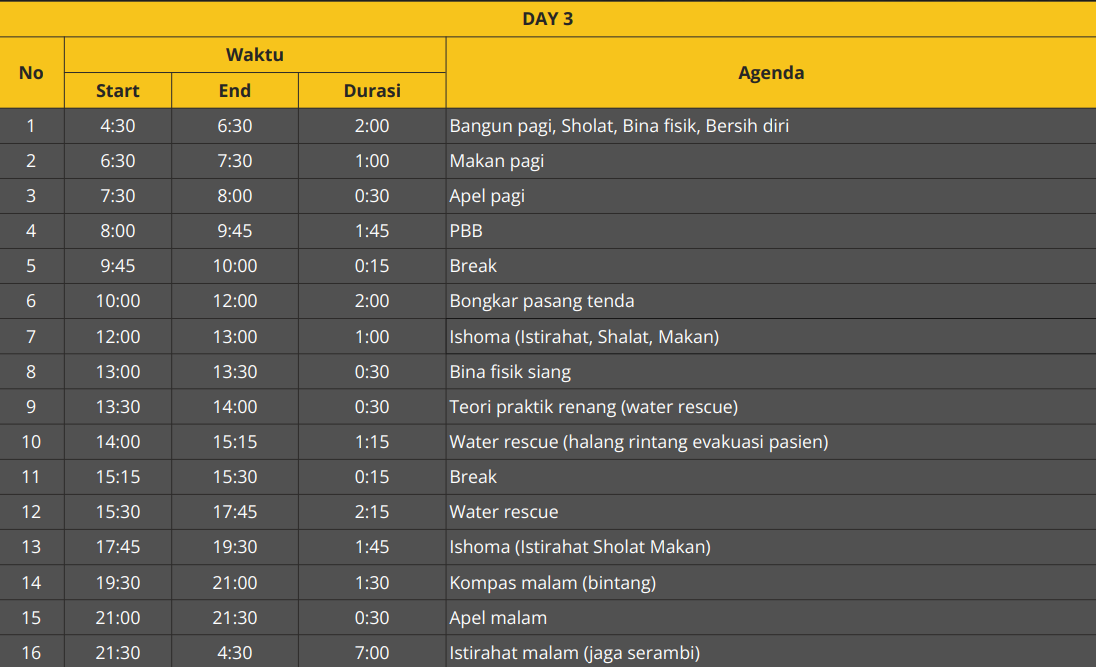 DAY 3
No Waktu Agenda
Start End Durasi
1 4:30 6:30 2:00 Bangun pagi, Sholat, Bina fisik, Bersih diri
2 6:30 7:30 1:00 Makan pagi
3 7:30 8:00 0:30 Apel pagi
4 8:00 9:45 1:45 PBB
5 9:45 10:00 0:15 Break
6 10:00 12:00 2:00 Bongkar pasang tenda
7 12:00 13:00 1:00 Ishoma (Istirahat, Shalat, Makan)
8 13:00 13:30 0:30 Bina fisik siang
9 13:30 14:00 0:30 Teori praktik renang (water rescue)
10 14:00 15:15 1:15 Water rescue (halang rintang evakuasi pasien)
11 15:15 15:30 0:15 Break
12 15:30 17:45 2:15 Water rescue
13 17:45 19:30 1:45 Ishoma (Istirahat Sholat Makan)
14 19:30 21:00 1:30 Kompas malam (bintang)
15 21:00 21:30 0:30 Apel malam
16 21:30 4:30 7:00 Istirahat malam (jaga serambi)